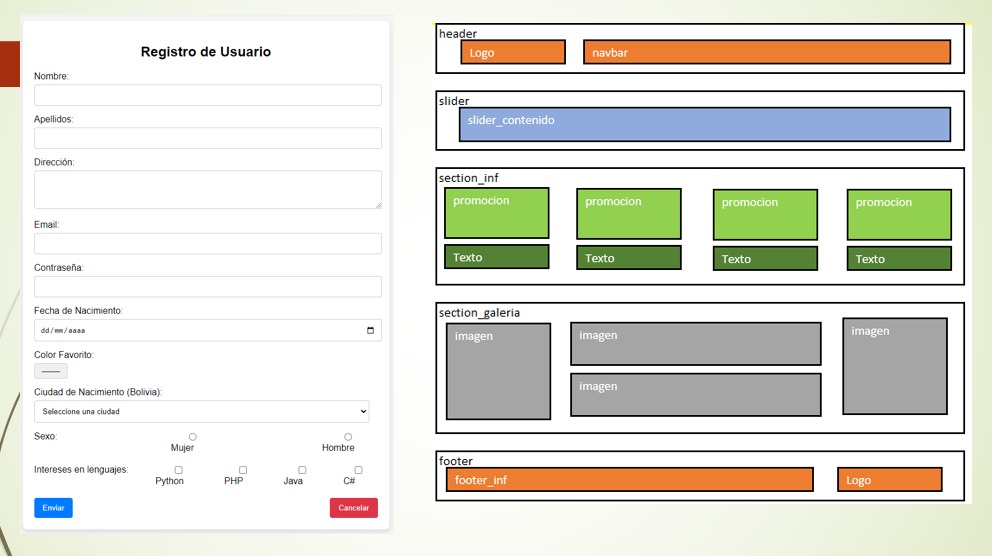 Registro de Usuario
Nombre:
Apellidos:
Dirección:
Email:
Contraseña:
Fecha de Nacimiento:
dd/mm/aaaa
Color Favorito:
Ciudad de Nacimiento (Bolivia):
Seleccione una ciudad
Sexo:
Mujer Hombre
Intereses en lenguajes:
Python PHP Java C#
Enviar Cancelar
header
Logo navbar
slider
slider_contenido
section_inf
promocion promocion promocion promocion
Texto Texto Texto Texto
section_galeria
imagen imagen imagen
imagen
footer
footer_inf Logo